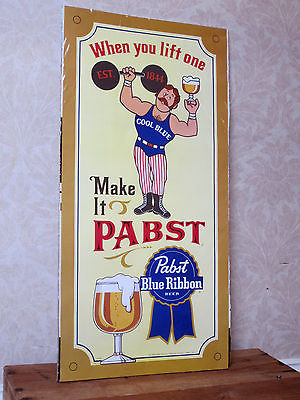 When you lift one
EST. 1844
COOL BLUE
Make
It
PABST
Pabst
Blue Ribbon
BEER